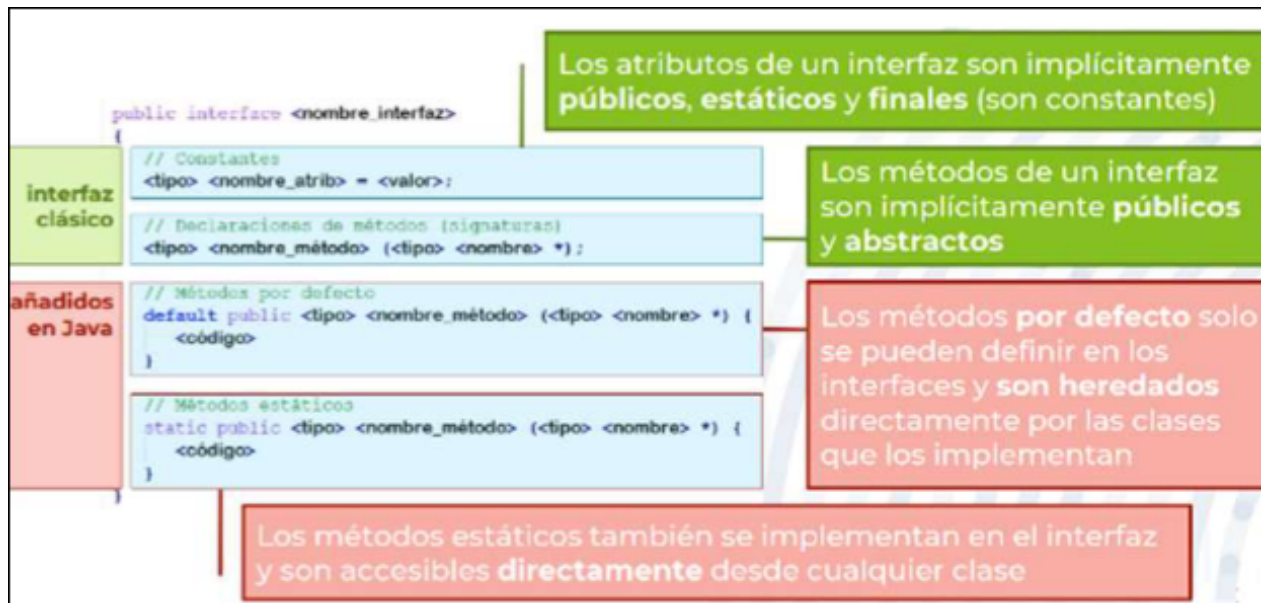 Los atributos de un interfaz son implícitamente
públicos, estáticos y finales (son constantes)
public interface <nombre_interfaz>
{
interfaz
clásico
// Constantes
<tipo> <nombre_atrib> = <valor>;
// Declaraciones de métodos (signaturas)
<tipo> <nombre_método> (<tipo> <nombre> *);
Los métodos de un interfaz
son implícitamente públicos
y abstractos
añadidos
en Java
// Métodos por defecto
default public <tipo> <nombre_método> (<tipo> <nombre> *) {
<código>
}
// Métodos estáticos
static public <tipo> <nombre_método> (<tipo> <nombre> *) {
<código>
}
}
Los métodos por defecto solo
se pueden definir en los
interfaces y son heredados
directamente por las clases
que los implementan
Los métodos estáticos también se implementan en el interfaz
y son accesibles directamente desde cualquier clase